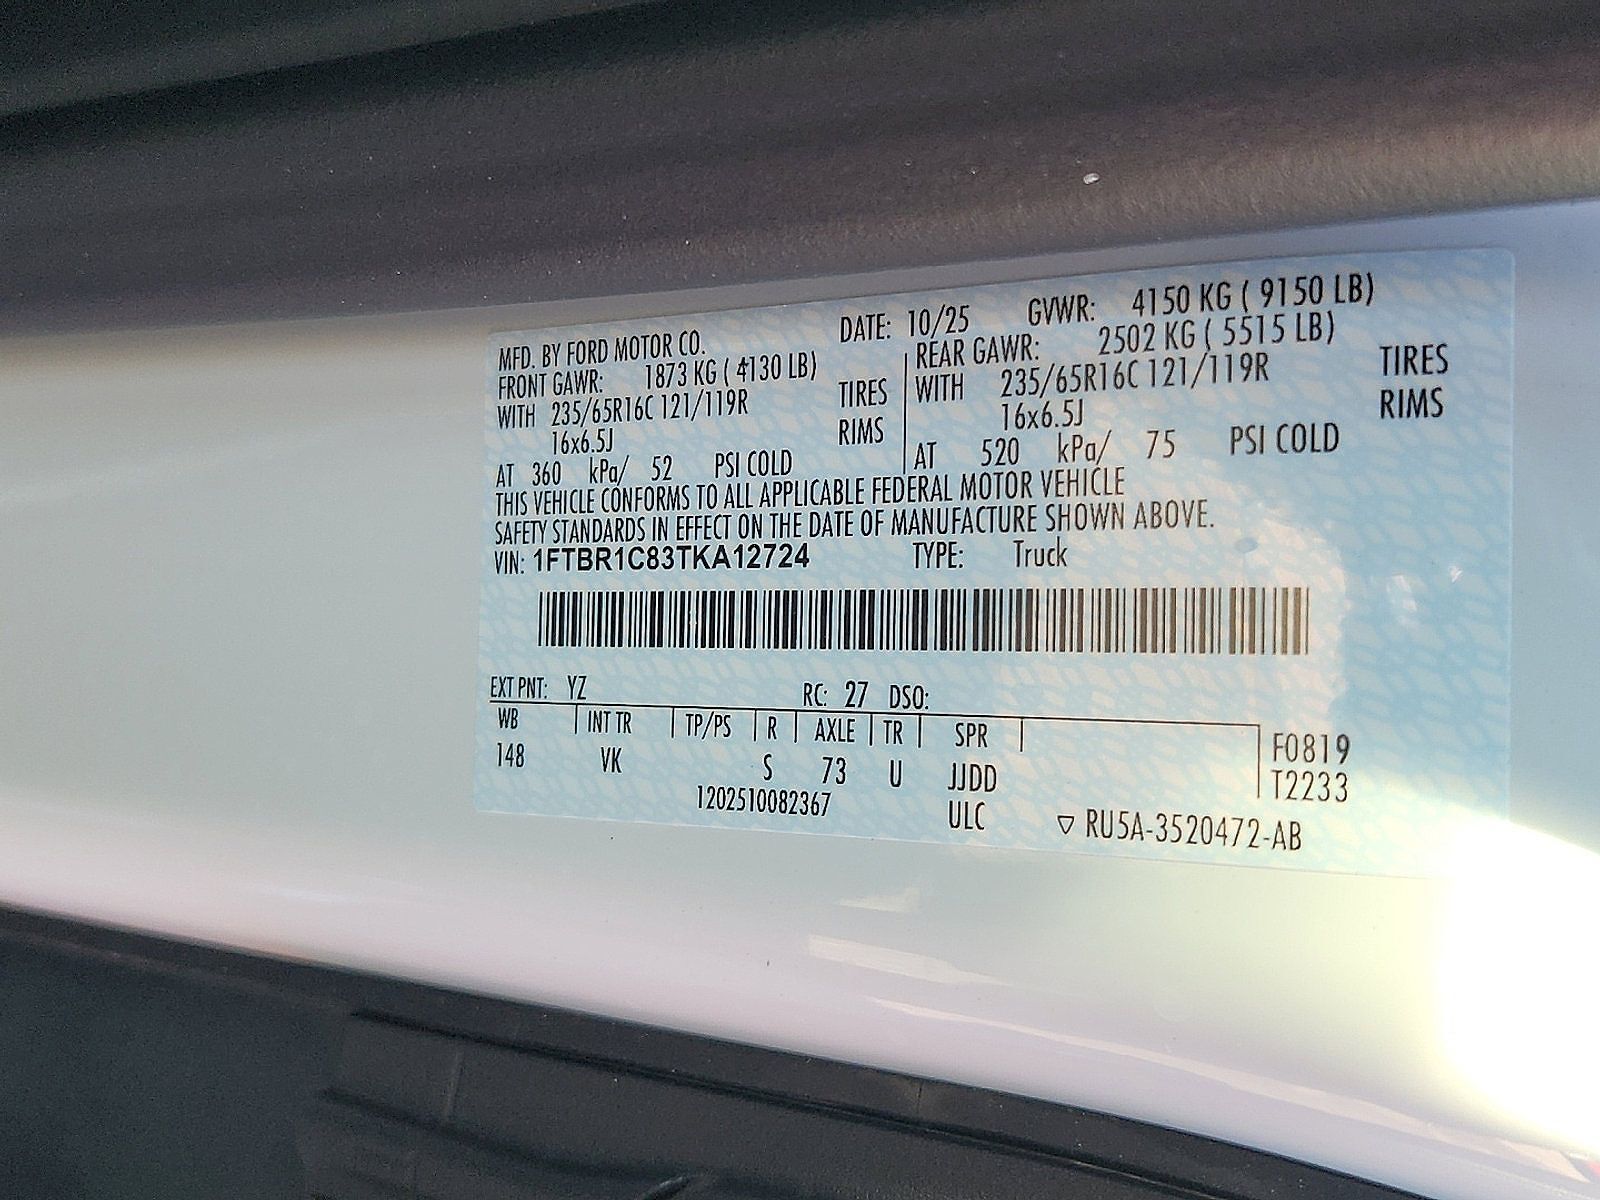 MFD. BY FORD MOTOR CO. DATE: 10/25 GVWR: 4150 KG ( 9150 LB)
FRONT GAWR: 1873 KG ( 4130 LB) REAR GAWR: 2502 KG ( 5515 LB)
WITH 235/65R16C 121/119R TIRES WITH 235/65R16C 121/119R TIRES
16x6.5J RIMS 16x6.5J RIMS
AT 360 kPa/ 52 PSI COLD AT 520 kPa/ 75 PSI COLD
THIS VEHICLE CONFORMS TO ALL APPLICABLE FEDERAL MOTOR VEHICLE
SAFETY STANDARDS IN EFFECT ON THE DATE OF MANUFACTURE SHOWN ABOVE.
VIN: 1FTBR1C83TKA12724 TYPE: Truck
EXT PNT: YZ RC: 27 DSO:
WB INT TR TP/PS R AXLE TR SPR F0819
148 VK S 73 U JJDD T2233
1202510082367 ULC ▽ RU5A-3520472-AB